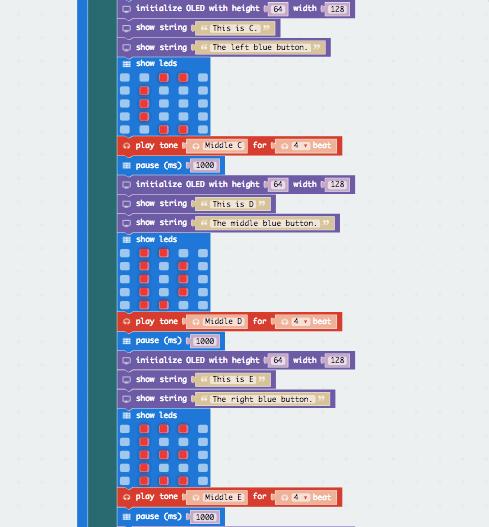 initialize OLED with height 64 width 128
show string “ This is C. ”
show string “ The left blue button. ”
show leds
play tone Middle C for 4 beat
pause (ms) 1000
initialize OLED with height 64 width 128
show string “ This is D ”
show string “ The middle blue button. ”
show leds
play tone Middle D for 4 beat
pause (ms) 1000
initialize OLED with height 64 width 128
show string “ This is E ”
show string “ The right blue button. ”
show leds
play tone Middle E for 4 beat
pause (ms) 1000